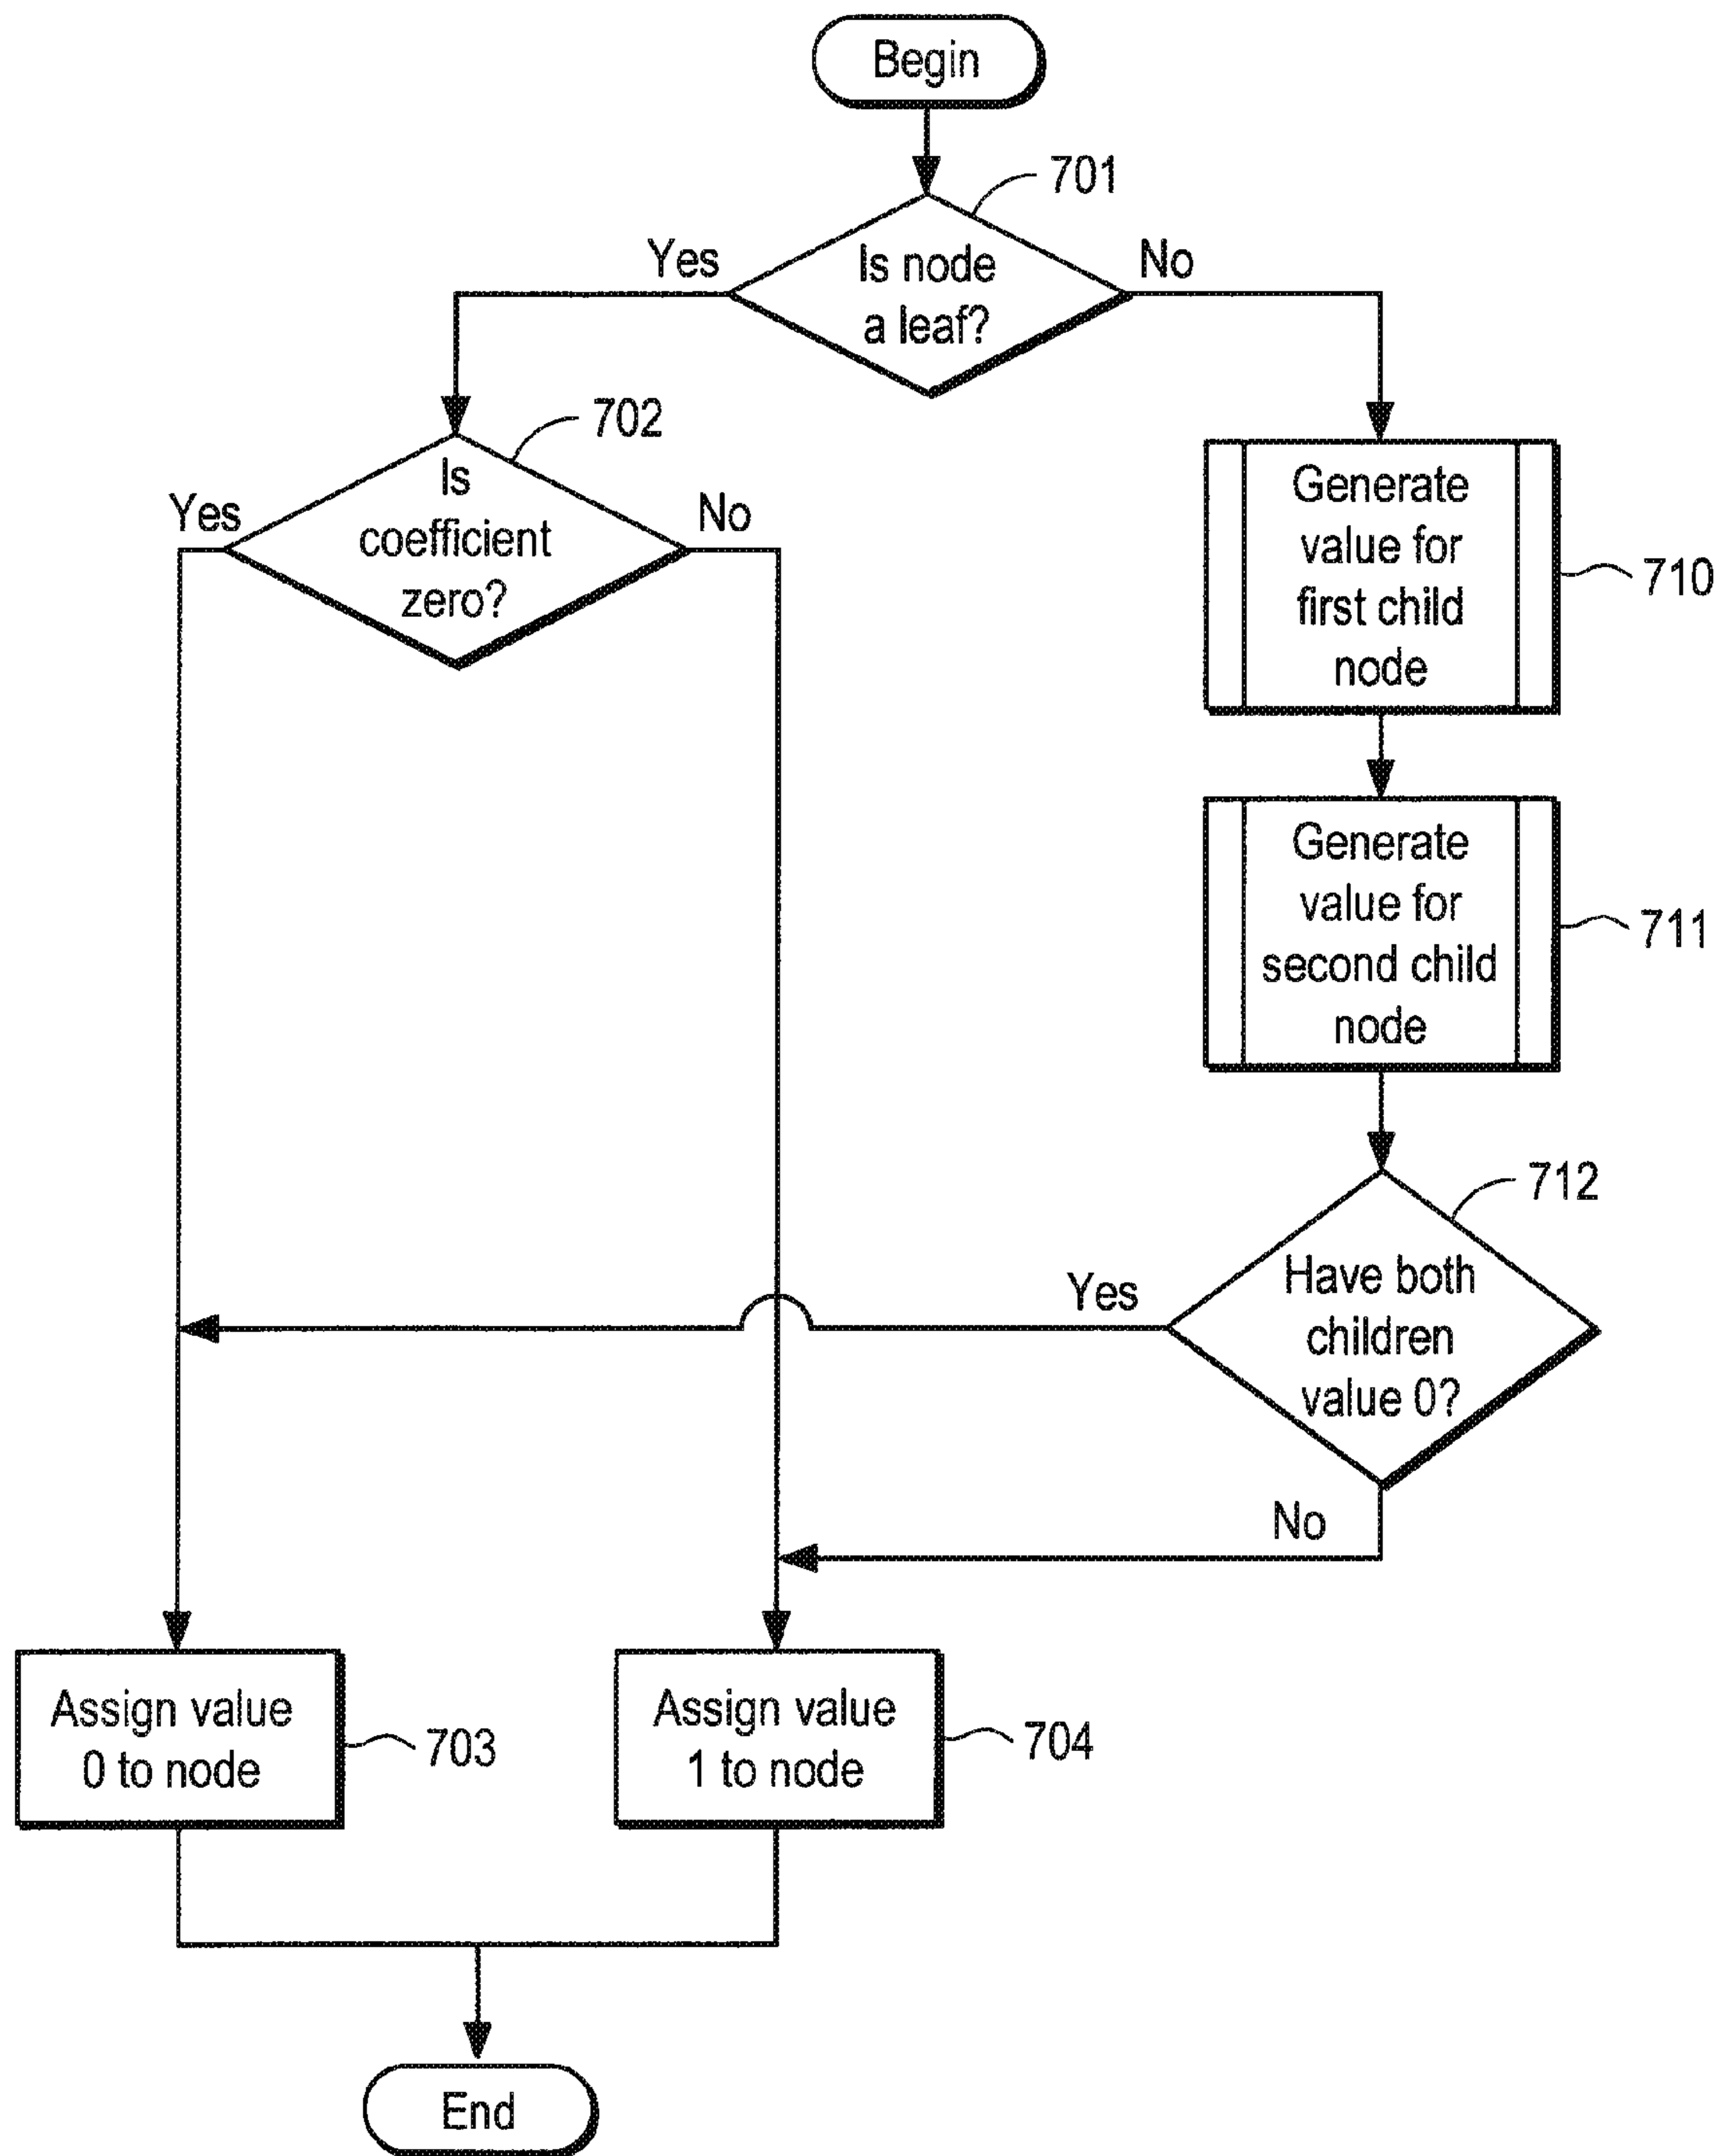 Begin
701
Yes
No
Is node
a leaf?
702
Yes
No
Is
coefficient
zero?
Generate
value for
first child
node
710
Generate
value for
second child
node
711
712
Yes
Have both
children
value 0?
No
Assign value
0 to node
703
Assign value
1 to node
704
End